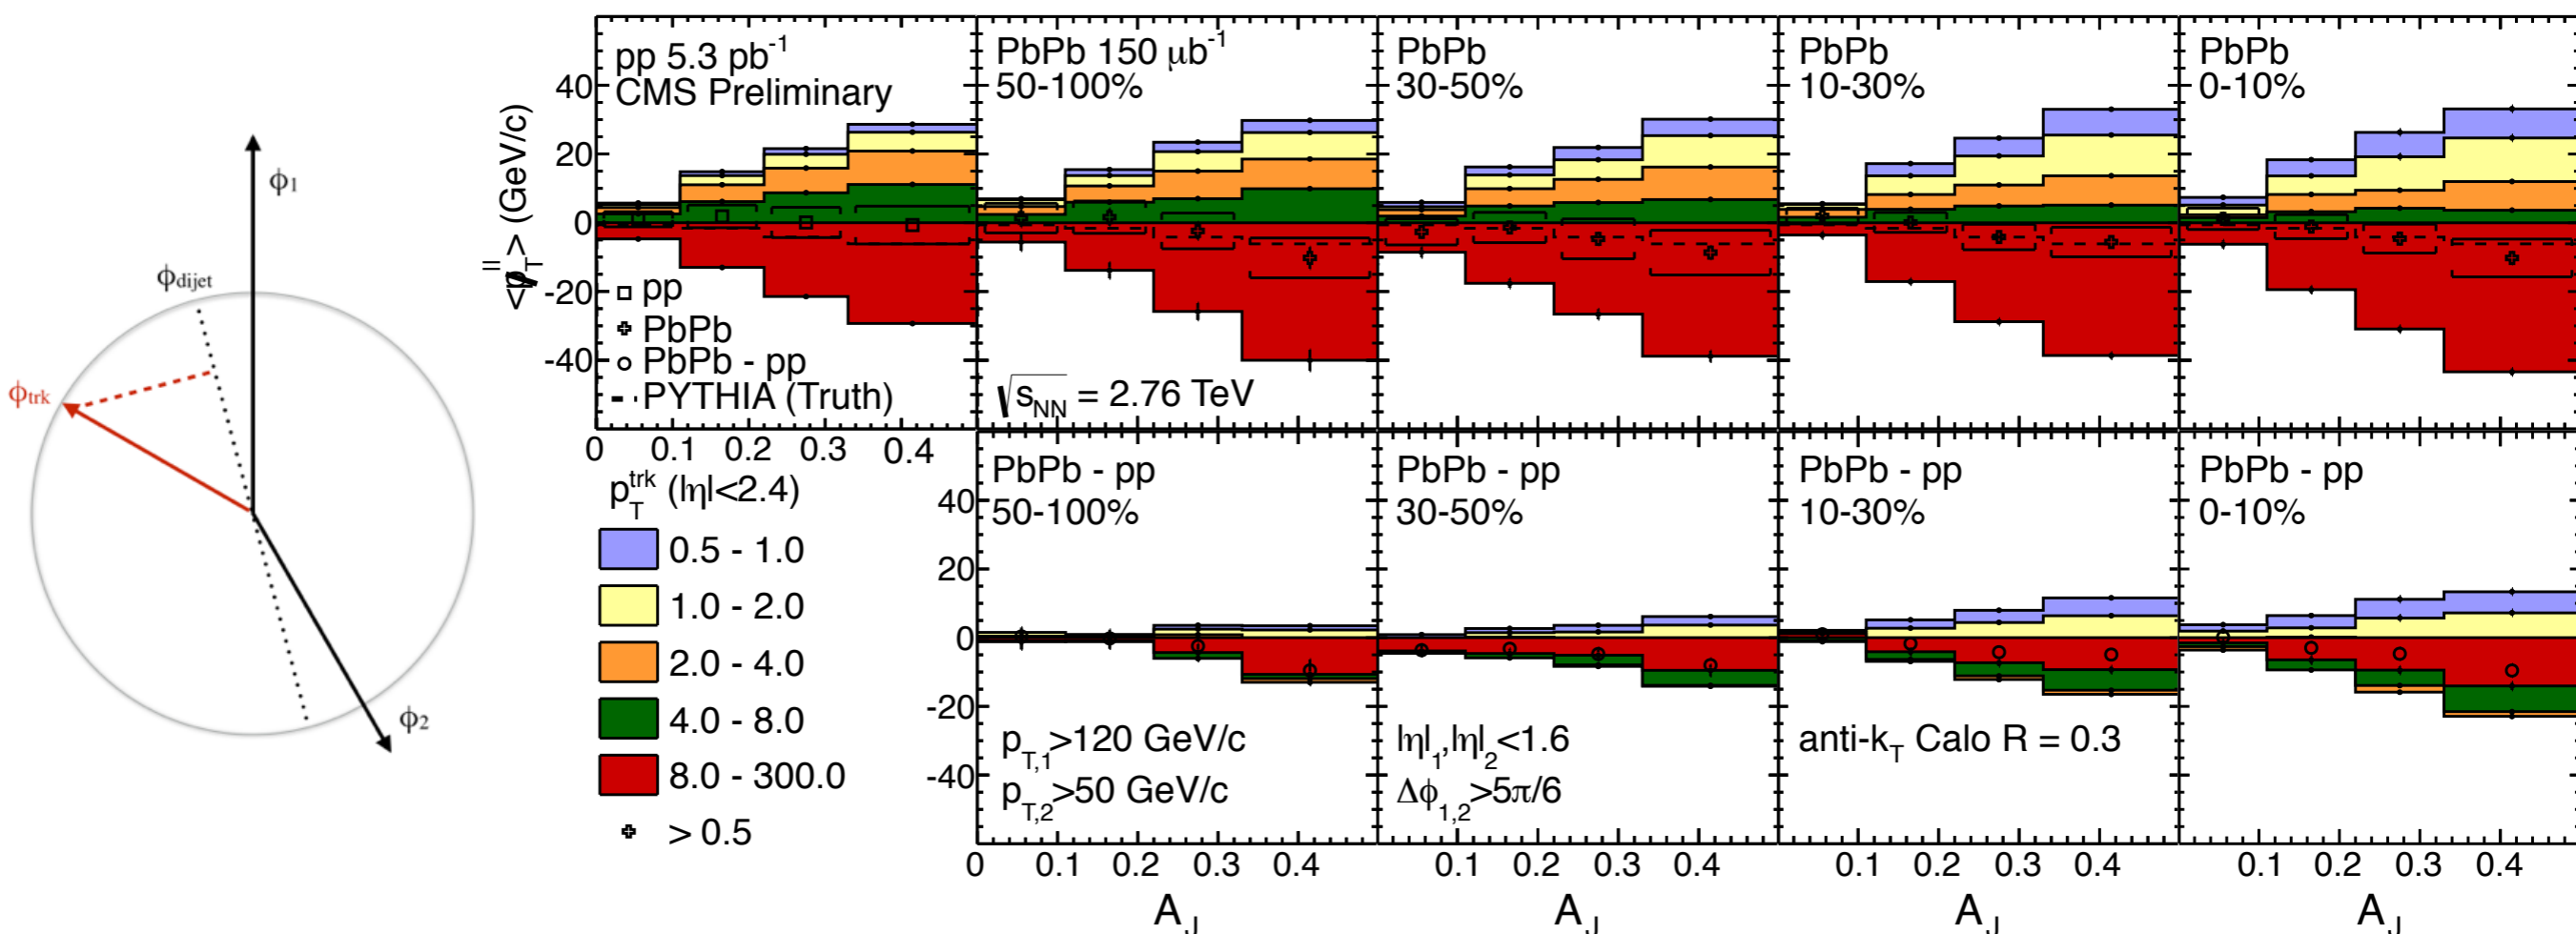 ϕ1
ϕdijet
ϕtrk
ϕ2
<p̸T∥> (GeV/c)
40
20
0
-20
-40
pp 5.3 pb⁻¹
CMS Preliminary
pp
PbPb
PbPb - pp
PYTHIA (Truth)
0 0.1 0.2 0.3 0.4
PbPb 150 μb⁻¹
50-100%
√sNN = 2.76 TeV
PbPb
30-50%
PbPb
10-30%
PbPb
0-10%
pTtrk (|η|<2.4)
0.5 - 1.0
1.0 - 2.0
2.0 - 4.0
4.0 - 8.0
8.0 - 300.0
> 0.5
40
20
0
-20
-40
PbPb - pp
50-100%
pT,1>120 GeV/c
pT,2>50 GeV/c
PbPb - pp
30-50%
|η|1,|η|2<1.6
Δϕ1,2>5π/6
PbPb - pp
10-30%
anti-kT Calo R = 0.3
PbPb - pp
0-10%
0 0.1 0.2 0.3 0.4
0.1 0.2 0.3 0.4
0.1 0.2 0.3 0.4
0.1 0.2 0.3 0.4
AJ
AJ
AJ
AJ